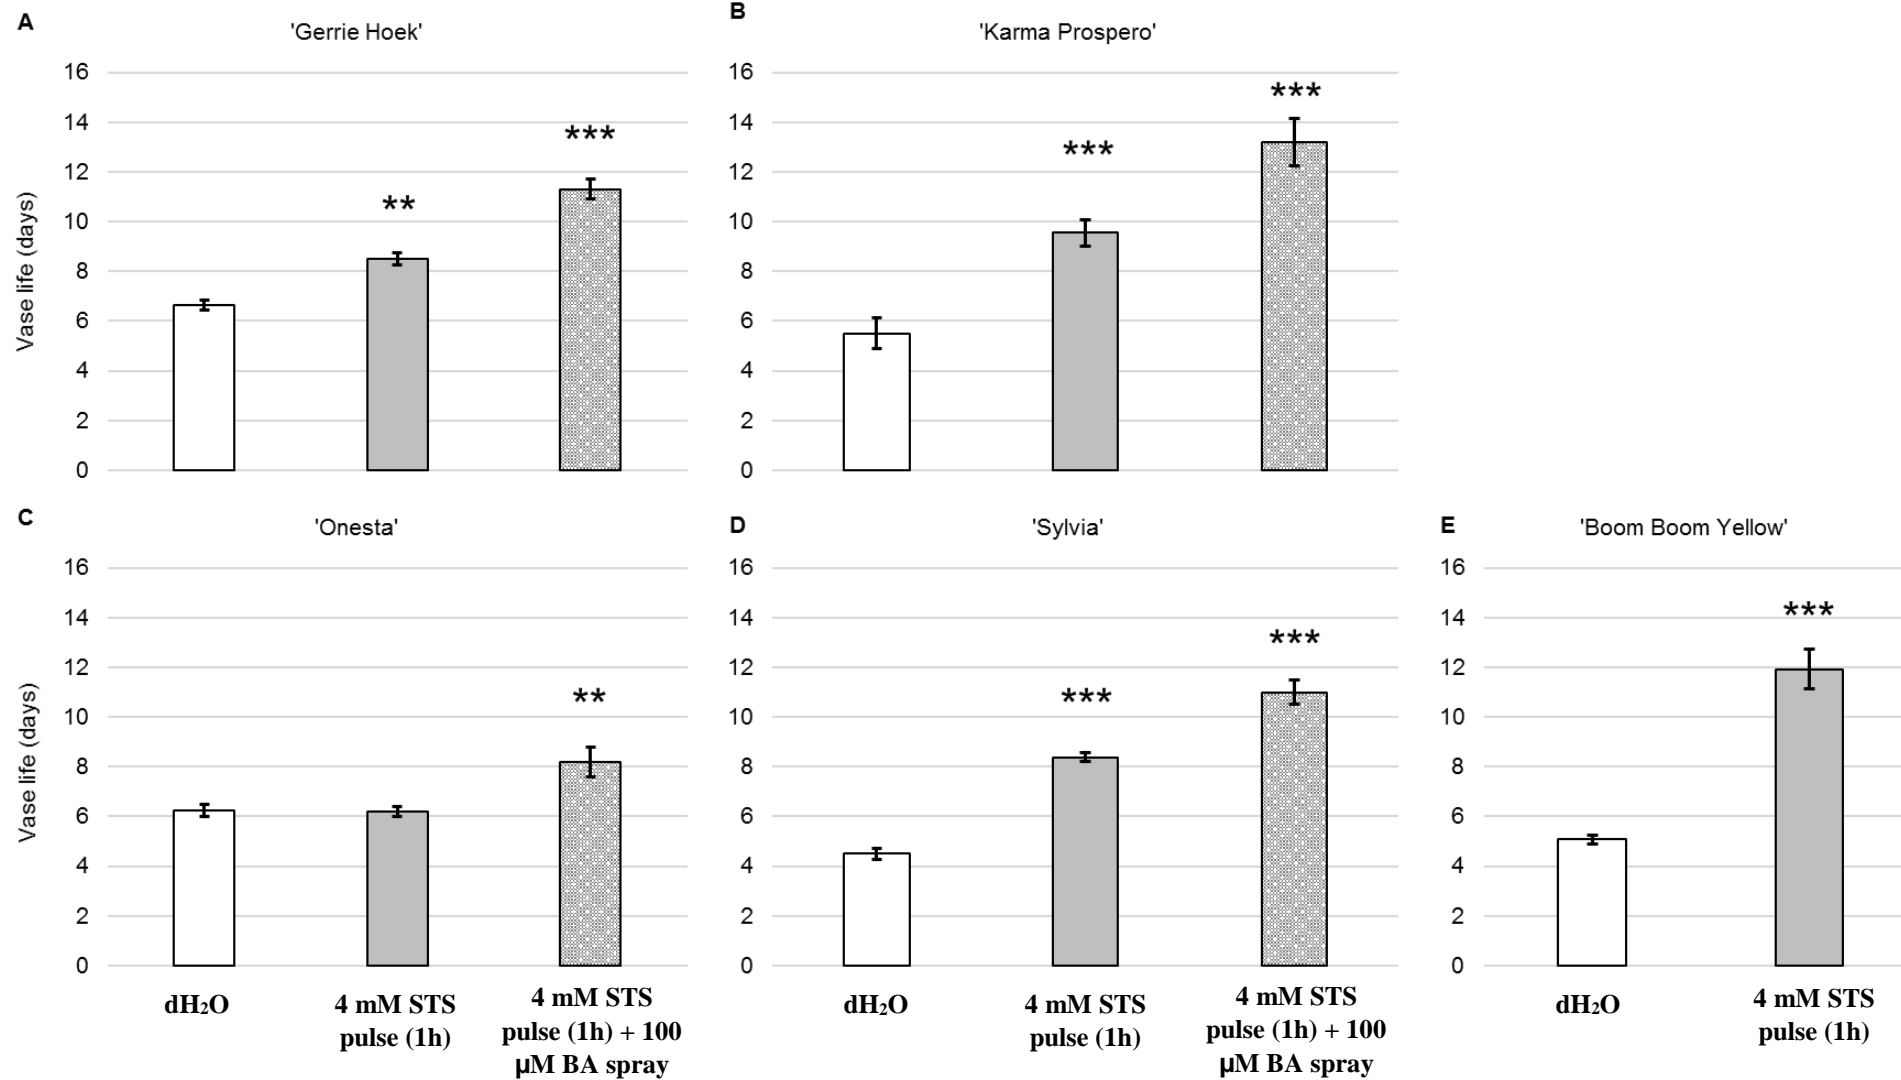 A
'Gerrie Hoek'
16
14
12
10
8
6
4
2
0
Vase life (days)
**
***
B
'Karma Prospero'
16
14
12
10
8
6
4
2
0
***
***
C
'Onesta'
16
14
12
10
8
6
4
2
0
Vase life (days)
**
dH₂O
4 mM STS
pulse (1h)
4 mM STS
pulse (1h) + 100
µM BA spray
D
'Sylvia'
16
14
12
10
8
6
4
2
0
***
***
dH₂O
4 mM STS
pulse (1h)
4 mM STS
pulse (1h) + 100
µM BA spray
E
'Boom Boom Yellow'
16
14
12
10
8
6
4
2
0
***
dH₂O
4 mM STS
pulse (1h)